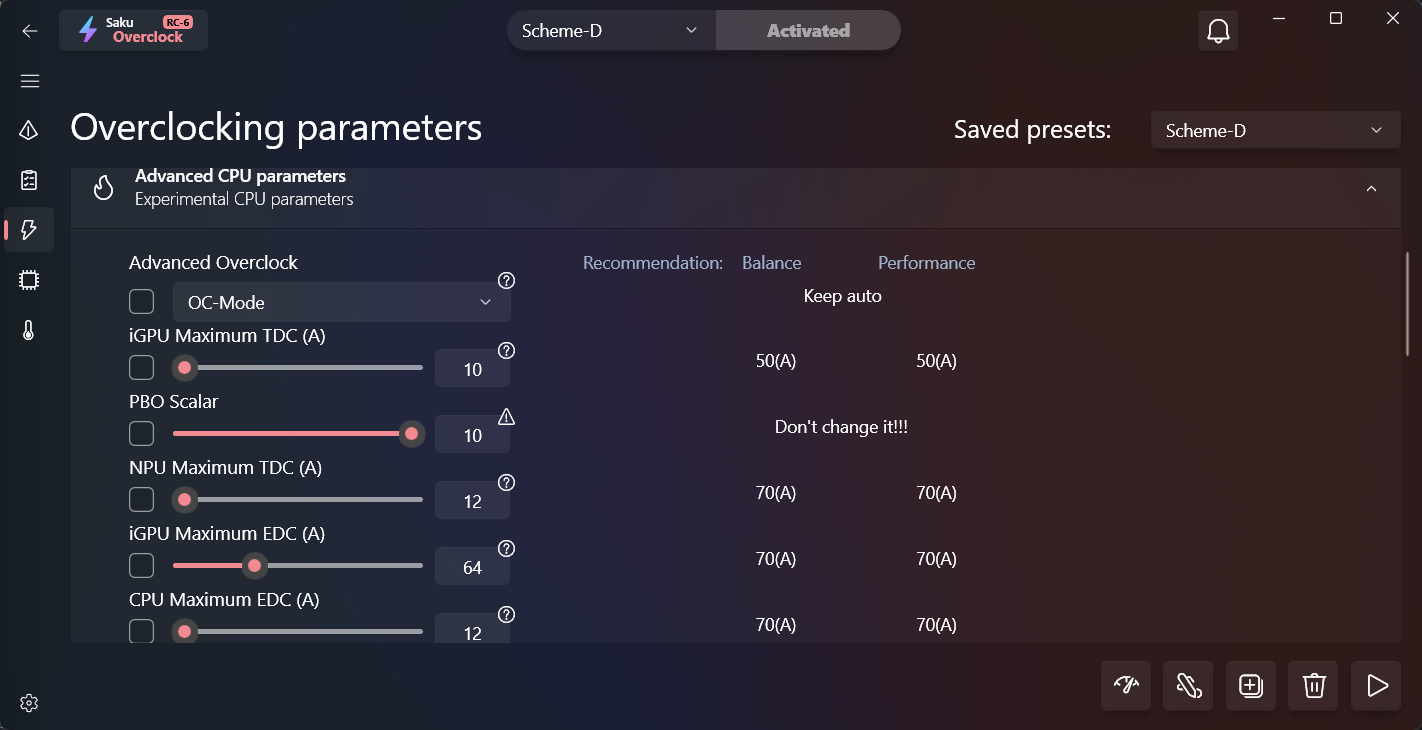 Saku RC-6
Overclock
Scheme-D
Activated
Overclocking parameters
Saved presets:
Scheme-D
Advanced CPU parameters
Experimental CPU parameters
Advanced Overclock
Recommendation: Balance Performance
OC-Mode
Keep auto
iGPU Maximum TDC (A)
10
50(A) 50(A)
PBO Scalar
10
Don't change it!!!
NPU Maximum TDC (A)
12
70(A) 70(A)
iGPU Maximum EDC (A)
64
70(A) 70(A)
CPU Maximum EDC (A)
12
70(A) 70(A)